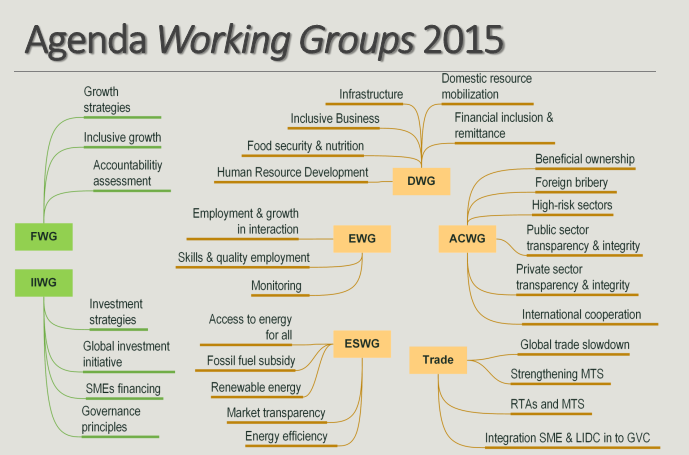 Agenda Working Groups 2015
Growth
strategies
Inclusive growth
Accountabilitiy
assessment
FWG
IIWG
Investment
strategies
Global investment
initiative
SMEs financing
Governance
principles
Infrastructure
Inclusive Business
Food security & nutrition
Human Resource Development
Domestic resource
mobilization
Financial inclusion &
remittance
DWG
Employment & growth
in interaction
Skills & quality employment
Monitoring
EWG
Access to energy
for all
Fossil fuel subsidy
Renewable energy
Market transparency
Energy efficiency
ESWG
Beneficial ownership
Foreign bribery
High-risk sectors
Public sector
transparency & integrity
Private sector
transparency & integrity
International cooperation
ACWG
Trade
Global trade slowdown
Strengthening MTS
RTAs and MTS
Integration SME & LIDC in to GVC